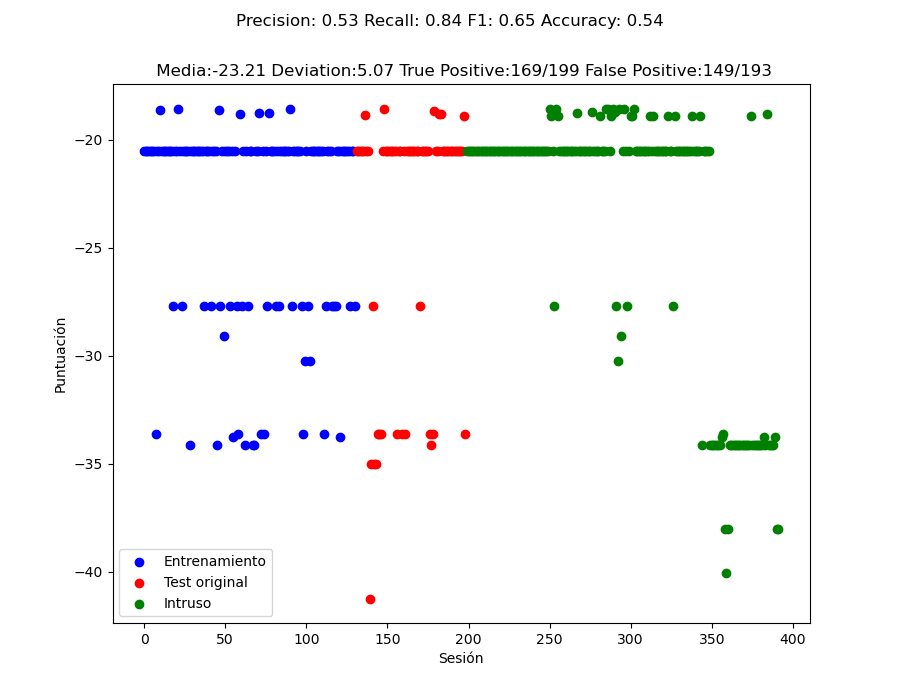 Precision: 0.53 Recall: 0.84 F1: 0.65 Accuracy: 0.54
Media:-23.21 Deviation:5.07 True Positive:169/199 False Positive:149/193
−20
−25
−30
−35
−40
Puntuación
Entrenamiento
Test original
Intruso
0 50 100 150 200 250 300 350 400
Sesión